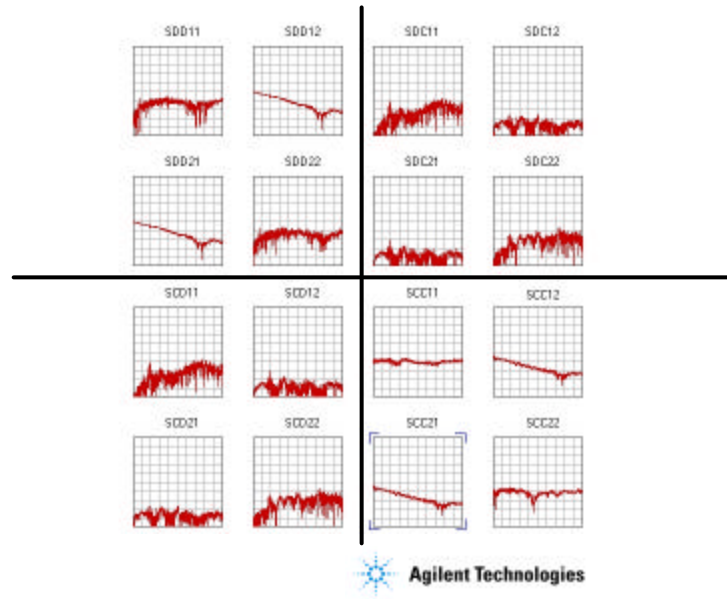 SDD11 SDD12 SDC11 SDC12
SDD21 SDD22 SDC21 SDC22
SCD11 SCD12 SCC11 SCC12
SCD21 SCD22 SCC21 SCC22
Agilent Technologies